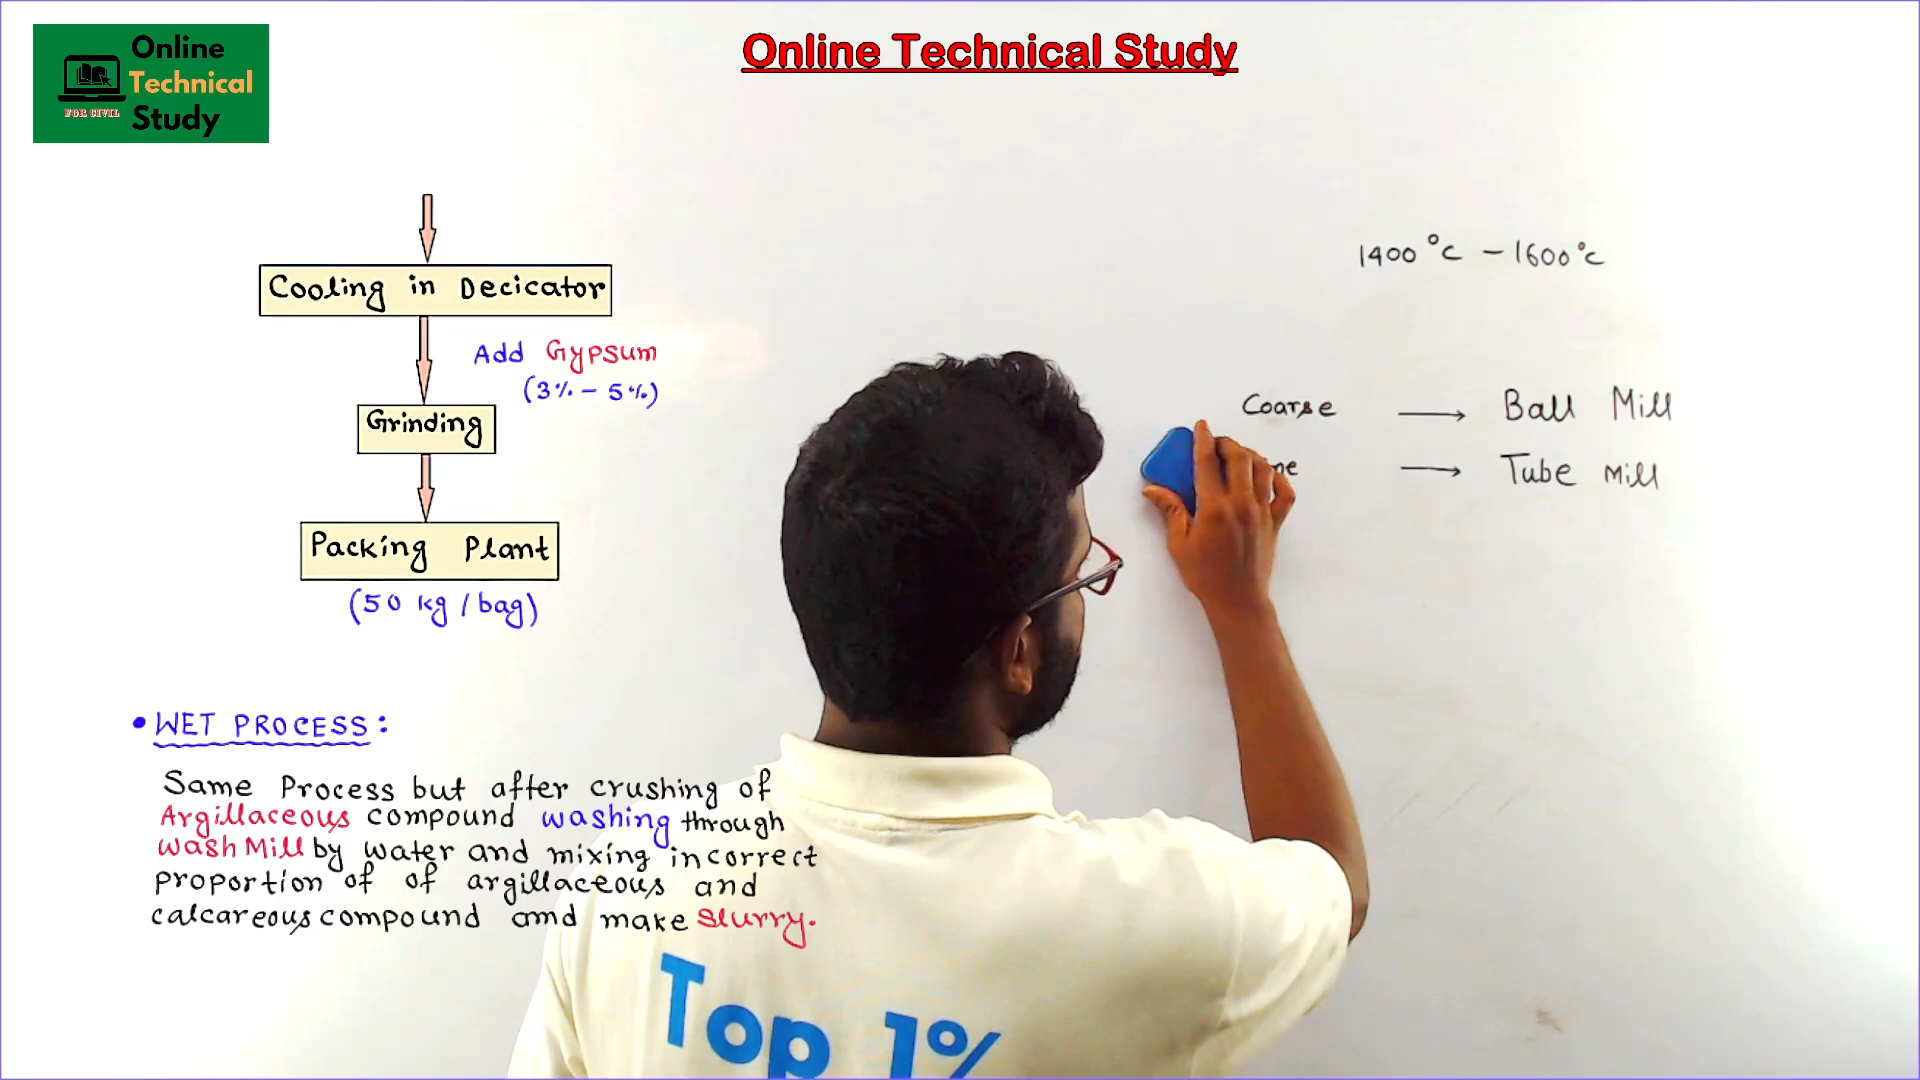 Online Technical Study
Online
Technical
Study
FOR CIVIL
1400°C - 1600°C
Cooling in Decicator
Add Gypsum
(3% - 5%)
Grinding
Coarse → Ball Mill
→ Tube Mill
Packing Plant
(50 kg / bag)
• WET PROCESS:
Same Process but after crushing of
Argillaceous compound washing through
wash Mill by water and mixing in correct
proportion of of argillaceous and
calcareous compound and make slurry.
Top 1%